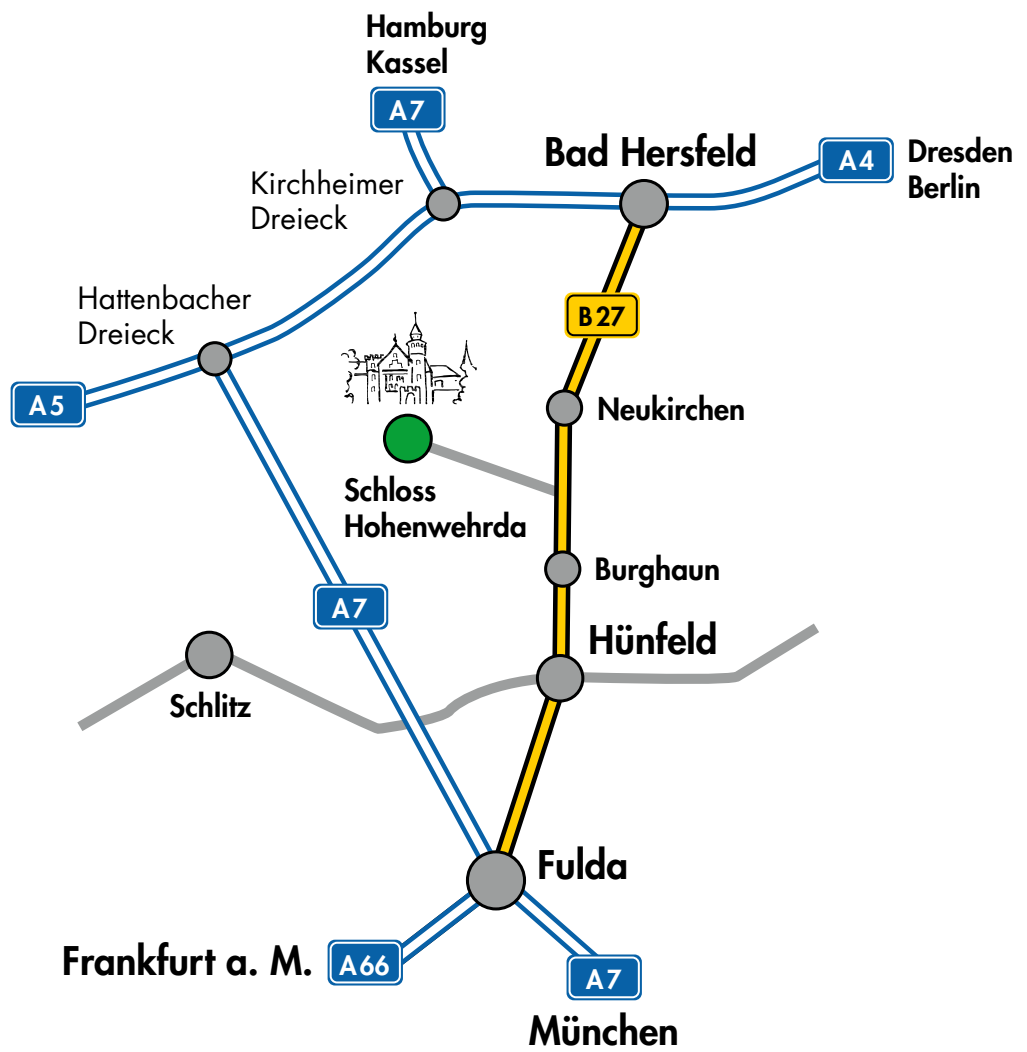 Hamburg
Kassel
A7
Bad Hersfeld
A4
Dresden
Berlin
Kirchheimer
Dreieck
Hattenbacher
Dreieck
B27
A5
Neukirchen
Schloss
Hohenwehrda
Burghaun
A7
Hünfeld
Schlitz
Fulda
Frankfurt a. M.
A66
A7
München